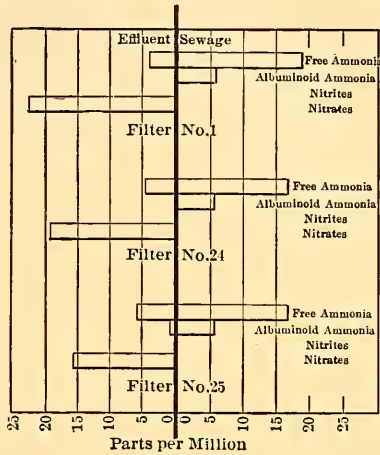 Effluent Sewage
Free Ammonia
Albuminoid Ammonia
Nitrites
Nitrates
Filter No.1
Free Ammonia
Albuminoid Ammonia
Nitrites
Nitrates
Filter No.24
Free Ammonia
Albuminoid Ammonia
Nitrites
Nitrates
Filter No.25
25 20 15 10 5 0 0 5 10 15 20 25
Parts per Million